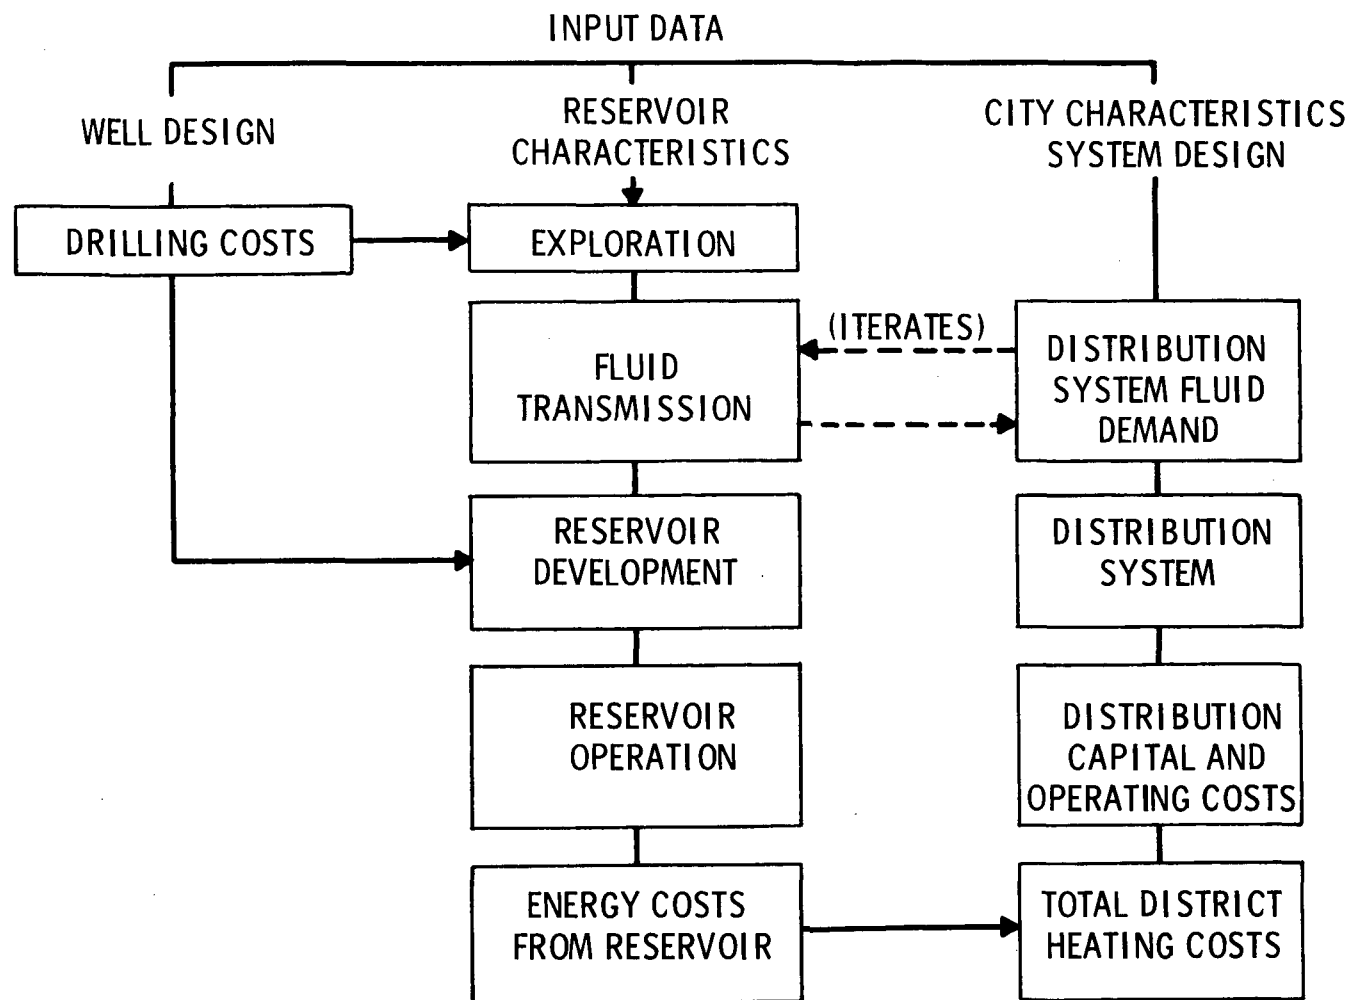 INPUT DATA
WELL DESIGN
RESERVOIR
CHARACTERISTICS
CITY CHARACTERISTICS
SYSTEM DESIGN
DRILLING COSTS
EXPLORATION
(ITERATES)
FLUID
TRANSMISSION
DISTRIBUTION
SYSTEM FLUID
DEMAND
RESERVOIR
DEVELOPMENT
DISTRIBUTION
SYSTEM
RESERVOIR
OPERATION
DISTRIBUTION
CAPITAL AND
OPERATING COSTS
ENERGY COSTS
FROM RESERVOIR
TOTAL DISTRICT
HEATING COSTS